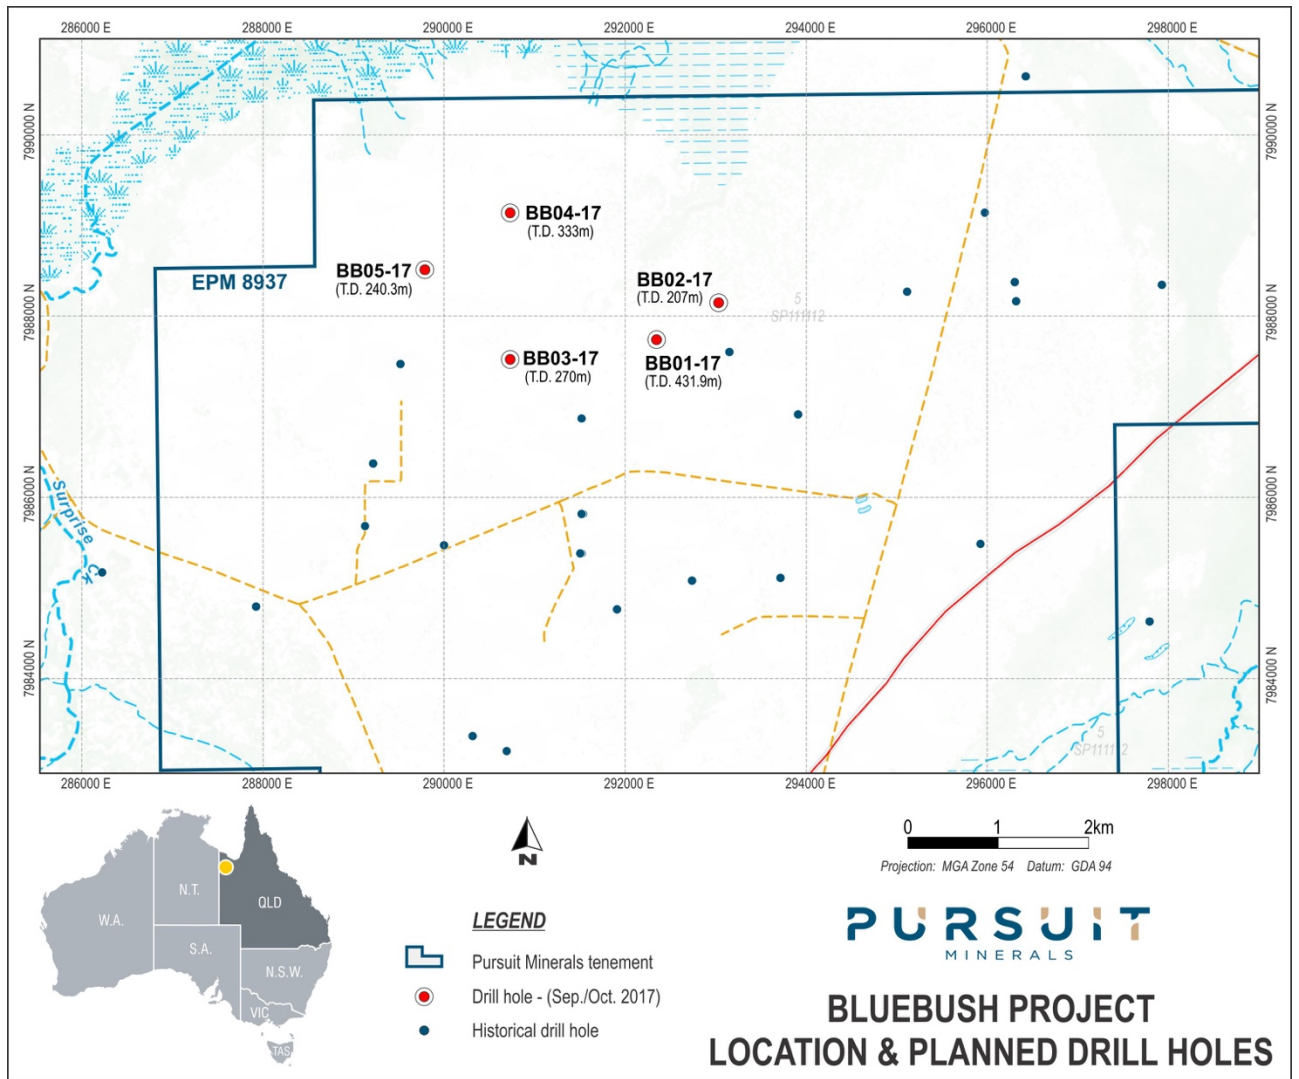 286000 E
288000 E
290000 E
292000 E
294000 E
296000 E
298000 E
7990000 N
7990000 N
BB04-17
(T.D. 333m)
BB05-17
(T.D. 240.3m)
EPM 8937
BB02-17
(T.D. 207m)
5
SP111112
7988000 N
7988000 N
BB03-17
(T.D. 270m)
BB01-17
(T.D. 431.9m)
7986000 N
7986000 N
Surprise Ck
7984000 N
7984000 N
5
SP111112
286000 E
288000 E
290000 E
292000 E
294000 E
296000 E
298000 E
W.A.
N.T.
QLD
S.A.
N.S.W.
VIC
TAS
N
0 1 2km
Projection: MGA Zone 54 Datum: GDA 94
LEGEND
Pursuit Minerals tenement
Drill hole - (Sep./Oct. 2017)
Historical drill hole
PURSUIT
MINERALS
BLUEBUSH PROJECT
LOCATION & PLANNED DRILL HOLES